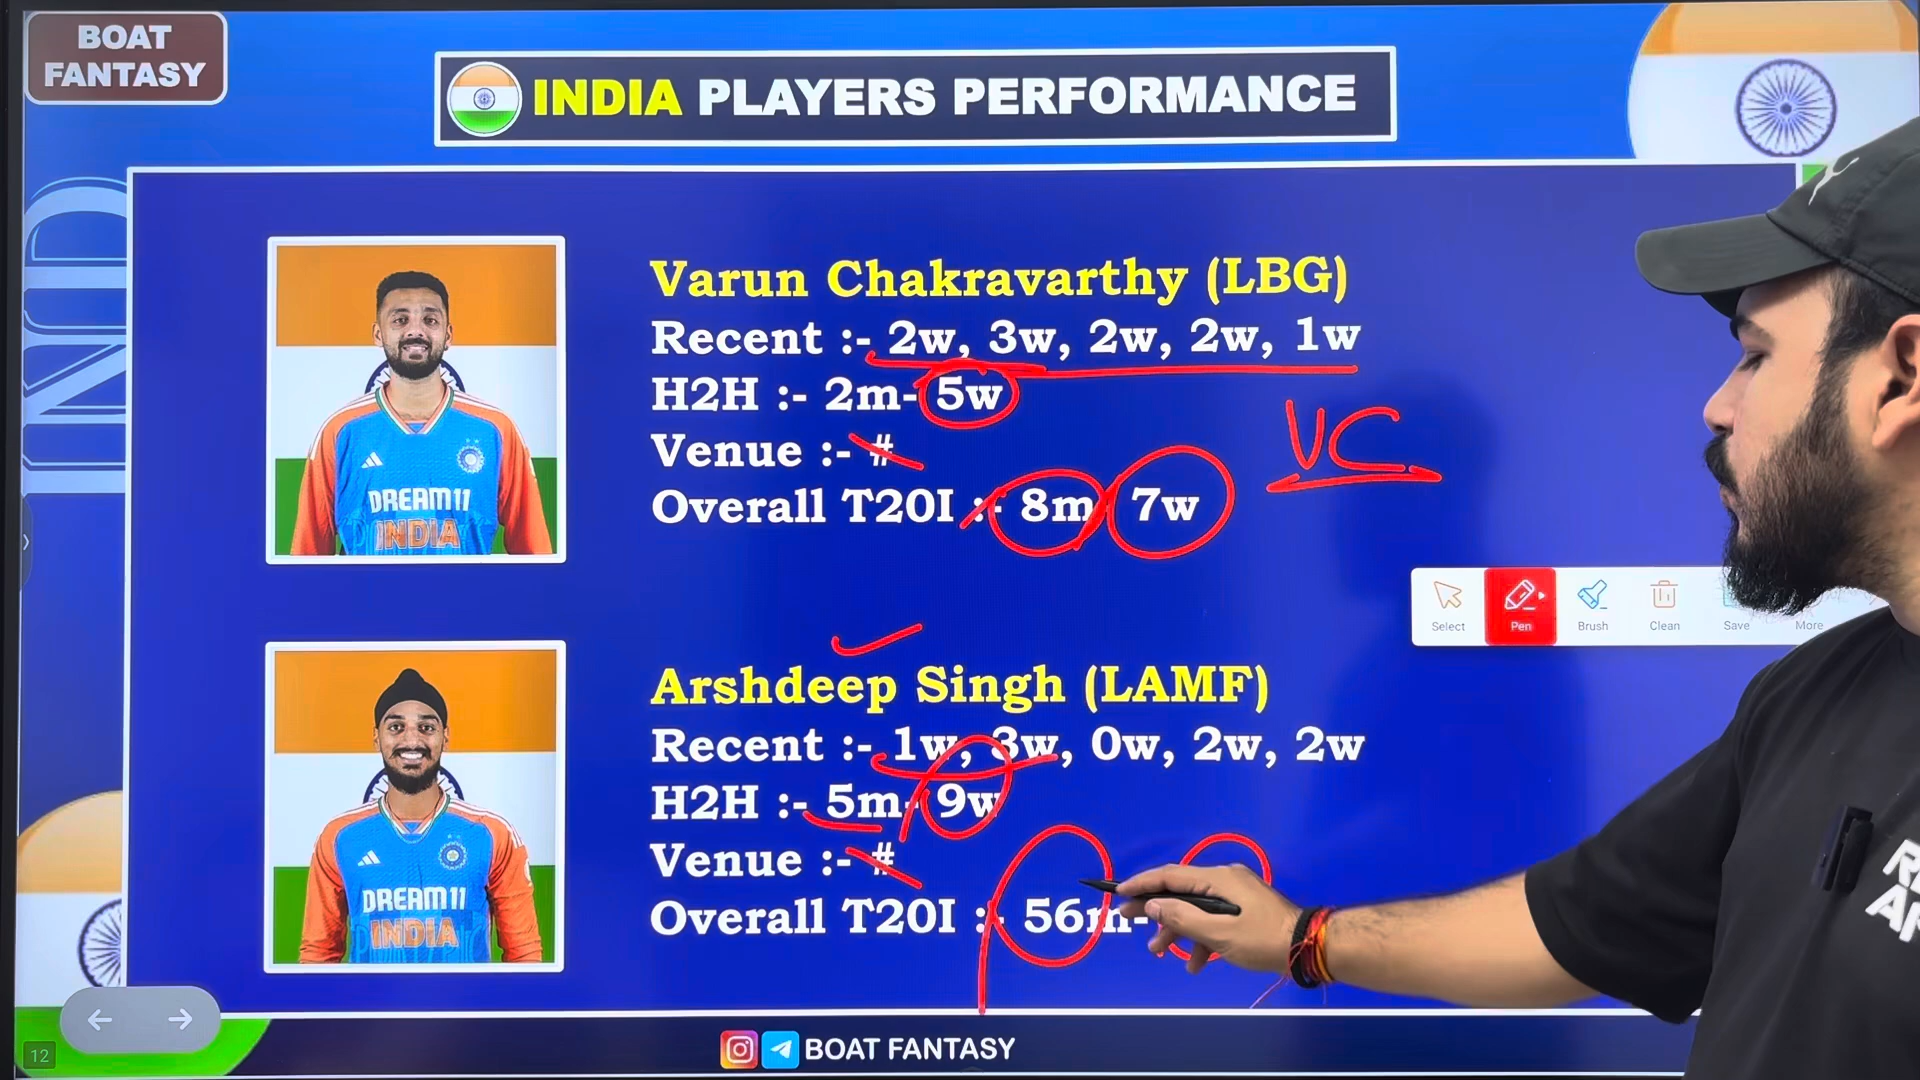 BOAT
FANTASY
INDIA PLAYERS PERFORMANCE
IND
Varun Chakravarthy (LBG)
Recent :- 2w, 3w, 2w, 2w, 1w
H2H :- 2m- 5w
Venue :- #
Overall T20I :- 8m 7w
VC
DREAM11
INDIA
Select
Pen
Brush
Clean
Save
More
Arshdeep Singh (LAMF)
Recent :- 1w, 3w, 0w, 2w, 2w
H2H :- 5m- 9w
Venue :- #
Overall T20I :- 56m-
DREAM11
INDIA
BOAT FANTASY
12